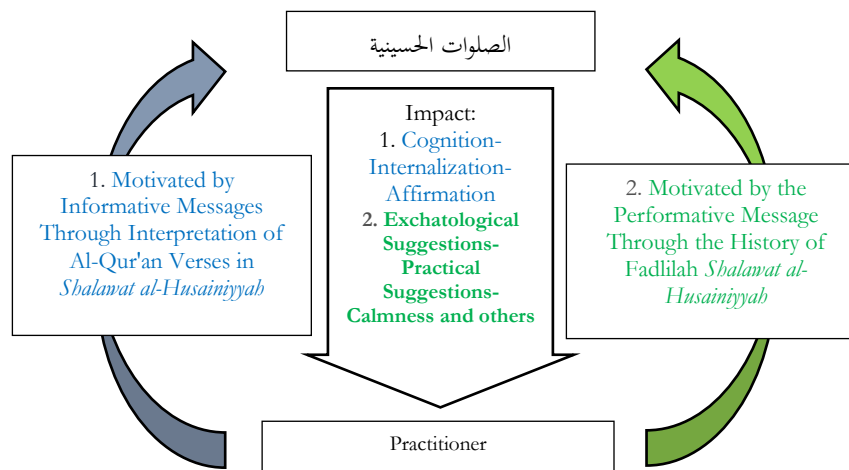 الصلوات الحسينية
Impact:
1. Cognition-
Internalization-
Affirmation
2. Exchatological
Suggestions-
Practical
Suggestions-
Calmness and others
1. Motivated by
Informative Messages
Through Interpretation of
Al-Qur'an Verses in
Shalawat al-Husainiyyah
2. Motivated by the
Performative Message
Through the History of
Fadlilah Shalawat al-
Husainiyyah
Practitioner